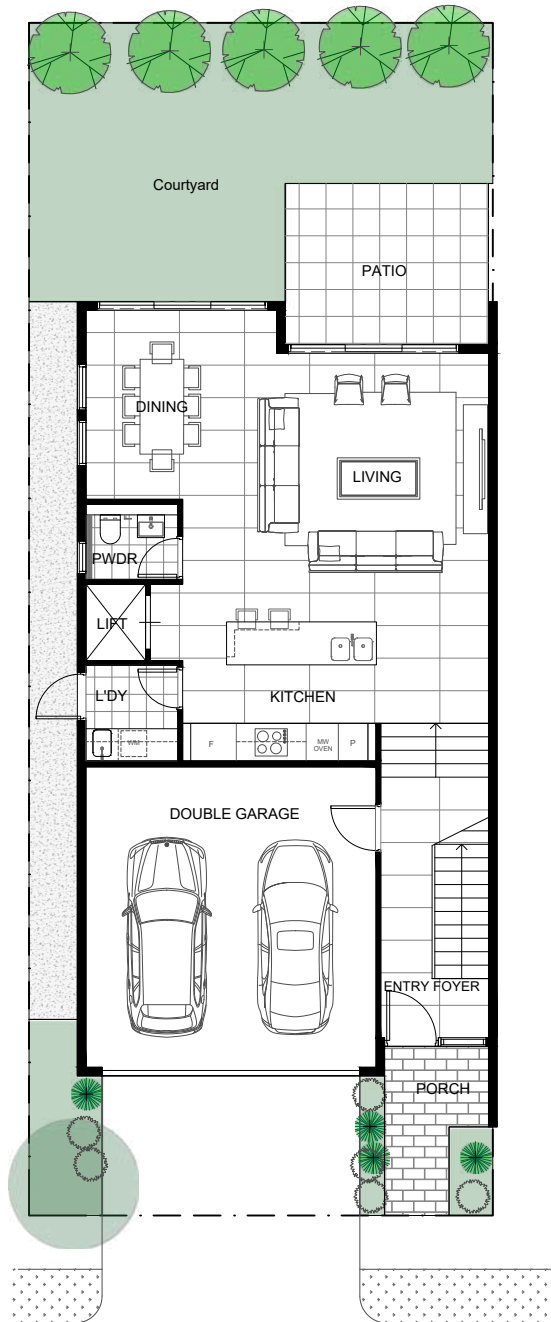 Courtyard
PATIO
DINING
LIVING
PWDR
LIFT
L'DY
KITCHEN
WM
F
MW
OVEN
P
DOUBLE GARAGE
ENTRY FOYER
PORCH